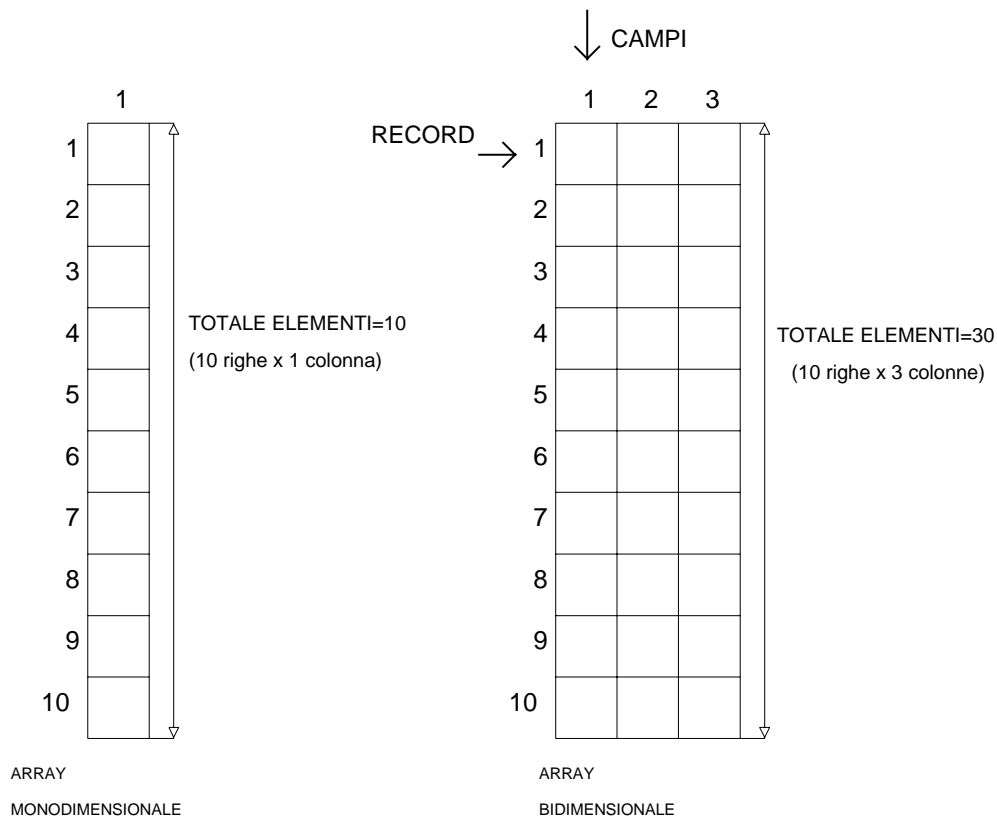 CAMPI
1
1 2 3
RECORD
1
2
3
4
5
6
7
8
9
10
TOTALE ELEMENTI=10
(10 righe x 1 colonna)
1
2
3
4
5
6
7
8
9
10
TOTALE ELEMENTI=30
(10 righe x 3 colonne)
ARRAY
MONODIMENSIONALE
ARRAY
BIDIMENSIONALE